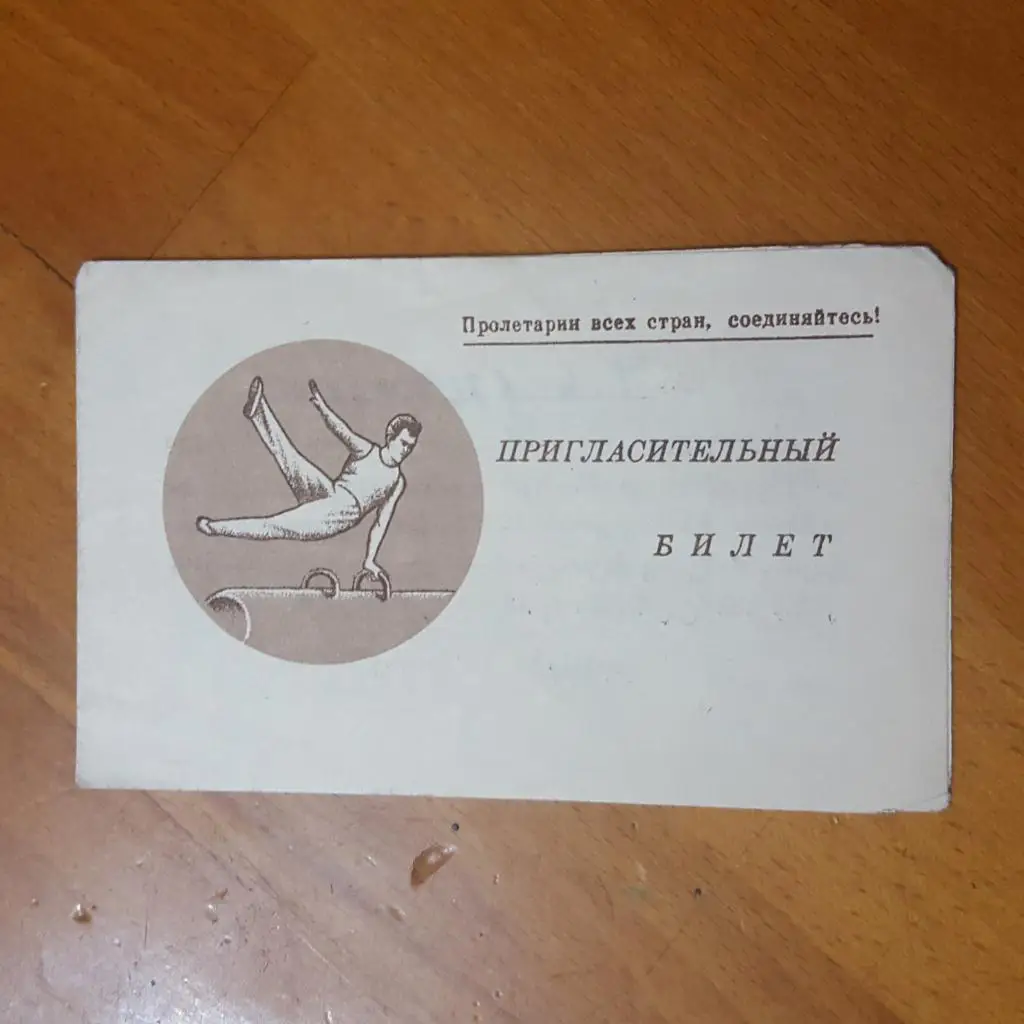 Пролетарии всех стран, соединяйтесь!
ПРИГЛАСИТЕЛЬНЫЙ
БИЛЕТ